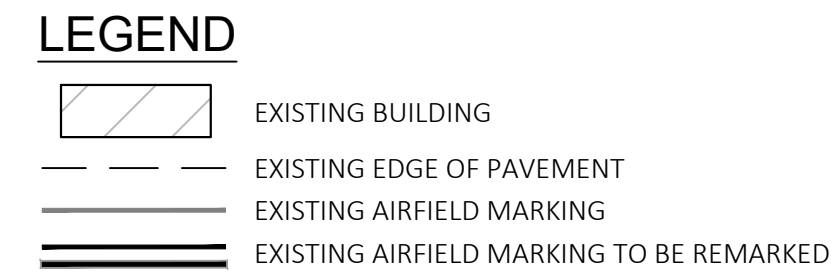 LEGEND
EXISTING BUILDING
EXISTING EDGE OF PAVEMENT
EXISTING AIRFIELD MARKING
EXISTING AIRFIELD MARKING TO BE REMARKED